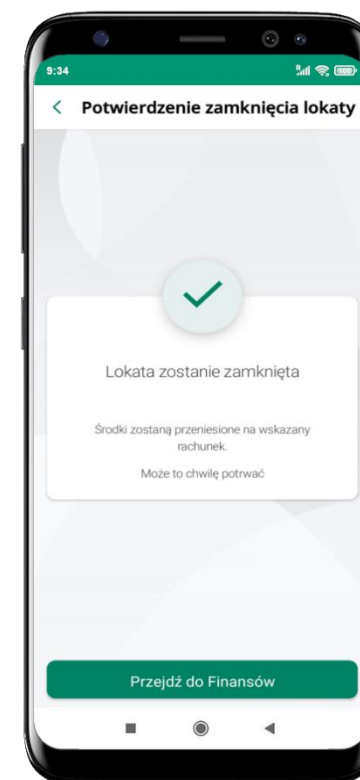 9:34
Potwierdzenie zamknięcia lokaty
Lokata zostanie zamknięta
Środki zostaną przeniesione na wskazany
rachunek.
Może to chwilę potrwać
Przejdź do Finansów